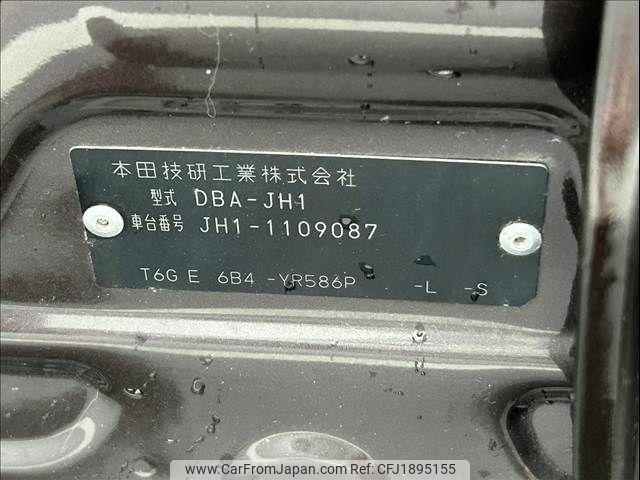 本田技研工業株式会社
型式 DBA-JH1
車台番号 JH1-1109087
T6G E 6B4 -YR586P -L -S
www.CarFromJapan.com | Ref No: CFJ1895155